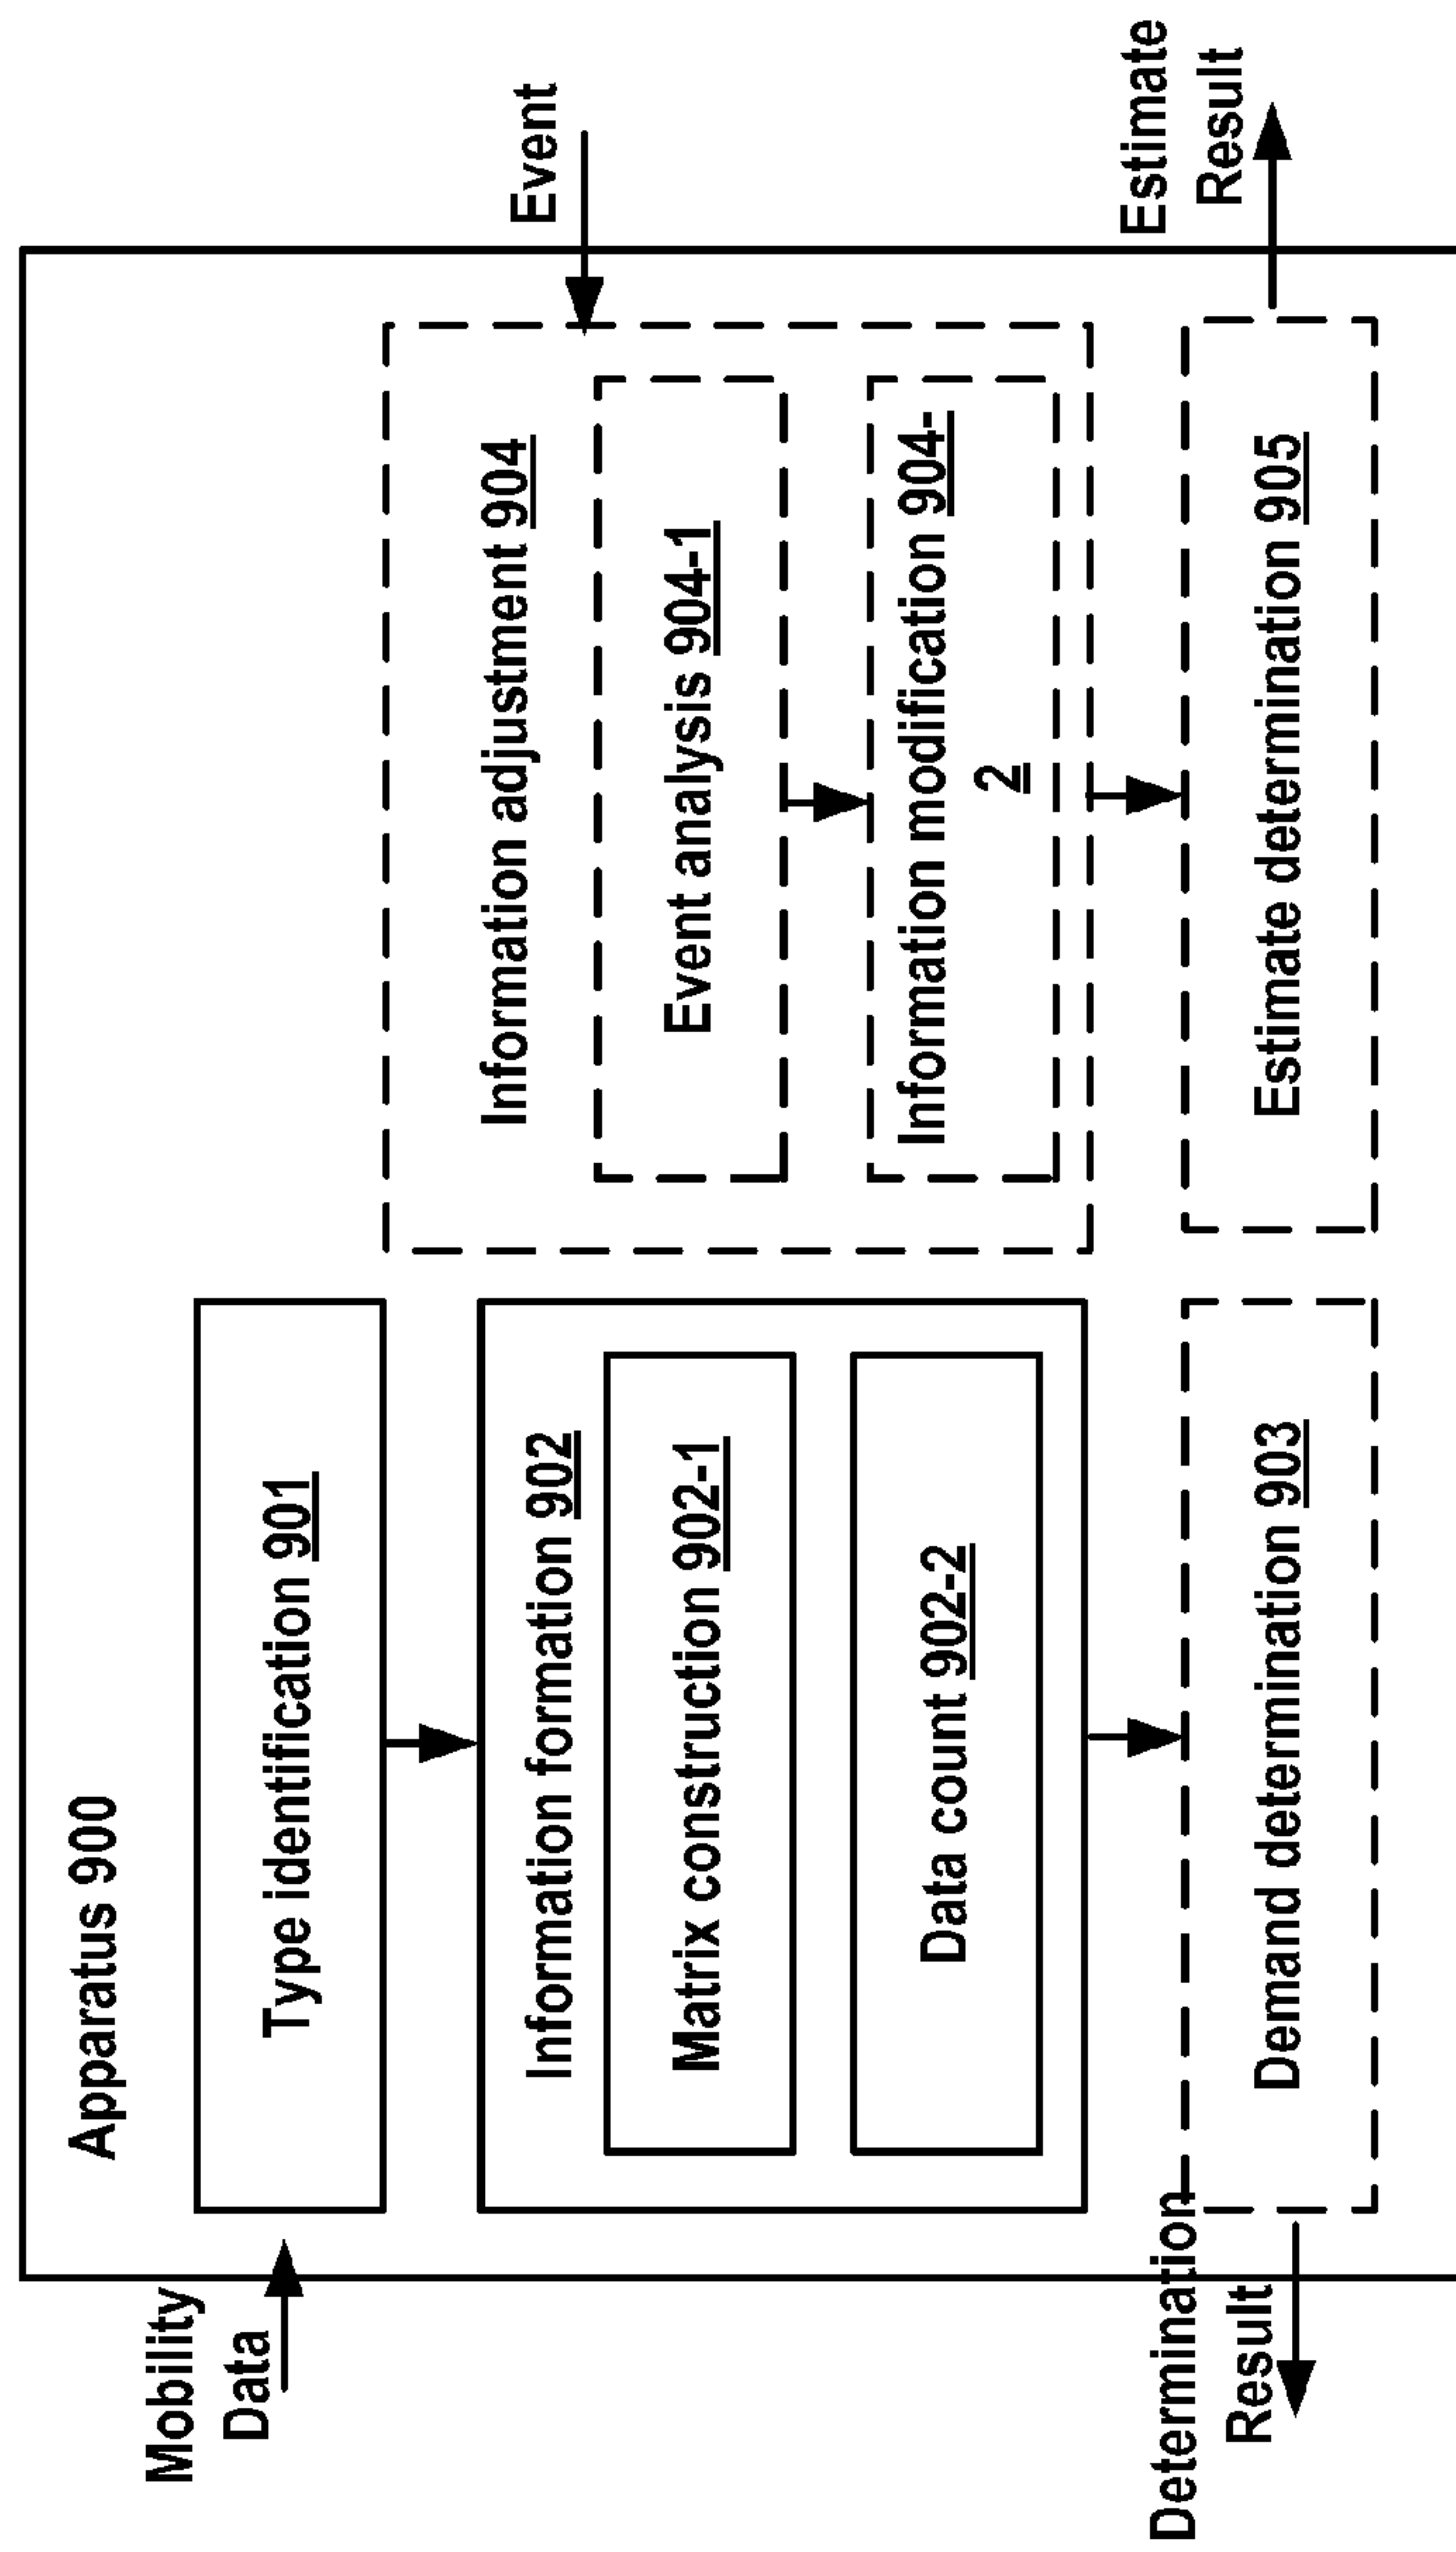 Apparatus 900
Mobility
Data
Type identification 901
Information formation 902
Matrix construction 902-1
Data count 902-2
Demand determination 903
Determination
Result
Event
Information adjustment 904
Event analysis 904-1
Information modification 904-
2
Estimate determination 905
Estimate
Result